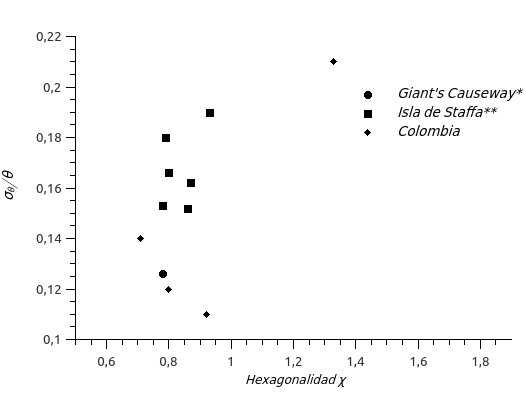 0,22
0,2
0,18
0,16
0,14
0,12
0,1
σθ/θ
Giant's Causeway*
Isla de Staffa**
Colombia
0,6 0,8 1 1,2 1,4 1,6 1,8
Hexagonalidad χ